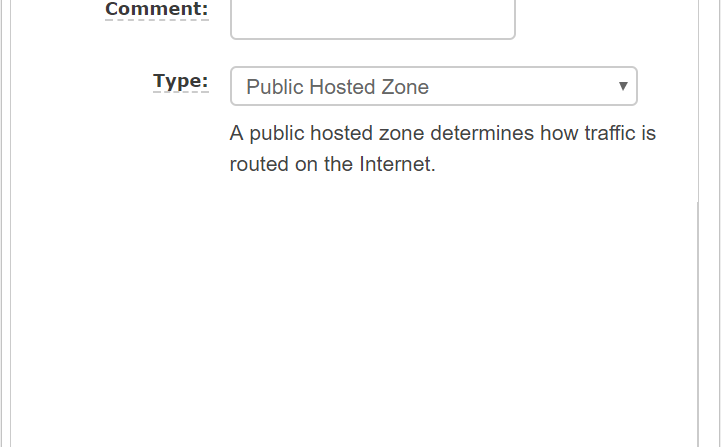 Comment:
Type:
Public Hosted Zone
A public hosted zone determines how traffic is
routed on the Internet.